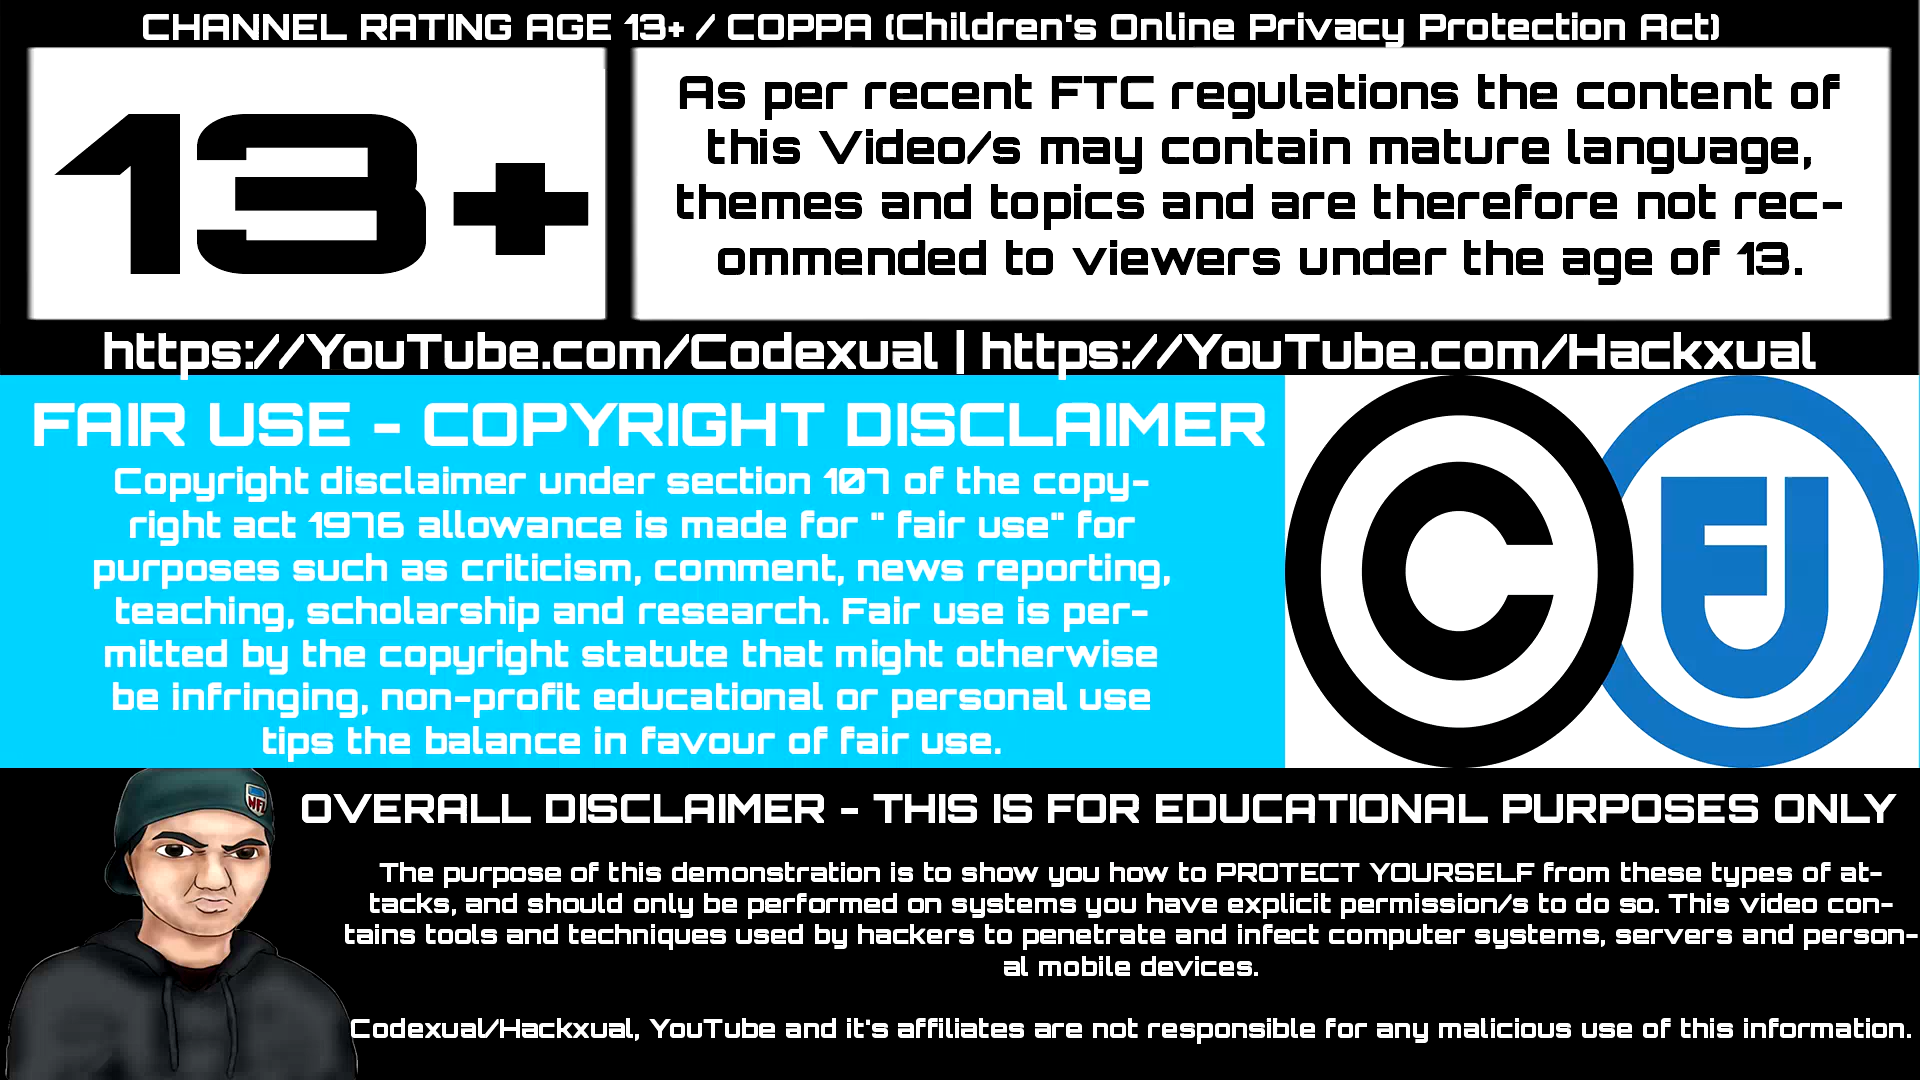 CHANNEL RATING AGE 13+ / COPPA (Children's Online Privacy Protection Act)
13+
As per recent FTC regulations the content of
this Video/s may contain mature language,
themes and topics and are therefore not rec-
ommended to viewers under the age of 13.
https://YouTube.com/Codexual | https://YouTube.com/Hackxual
FAIR USE - COPYRIGHT DISCLAIMER
Copyright disclaimer under section 107 of the copy-
right act 1976 allowance is made for " fair use" for
purposes such as criticism, comment, news reporting,
teaching, scholarship and research. Fair use is per-
mitted by the copyright statute that might otherwise
be infringing, non-profit educational or personal use
tips the balance in favour of fair use.
C
FU
OVERALL DISCLAIMER - THIS IS FOR EDUCATIONAL PURPOSES ONLY
The purpose of this demonstration is to show you how to PROTECT YOURSELF from these types of at-
tacks, and should only be performed on systems you have explicit permission/s to do so. This video con-
tains tools and techniques used by hackers to penetrate and infect computer systems, servers and person-
al mobile devices.
Codexual/Hackxual, YouTube and it's affiliates are not responsible for any malicious use of this information.